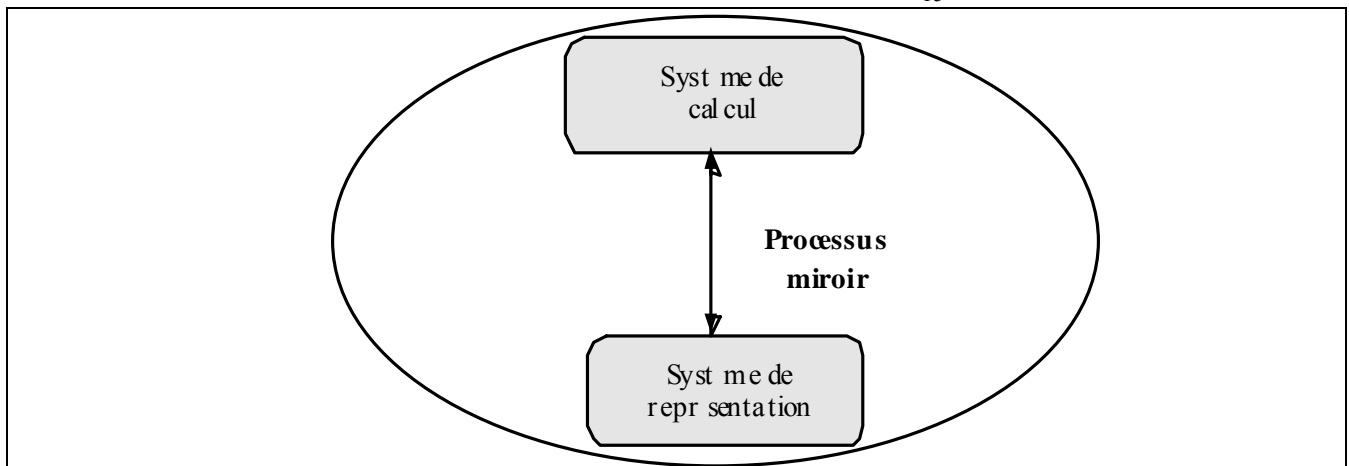 Syst me de
calcul
Processus
miroir
Syst me de
repr sentation